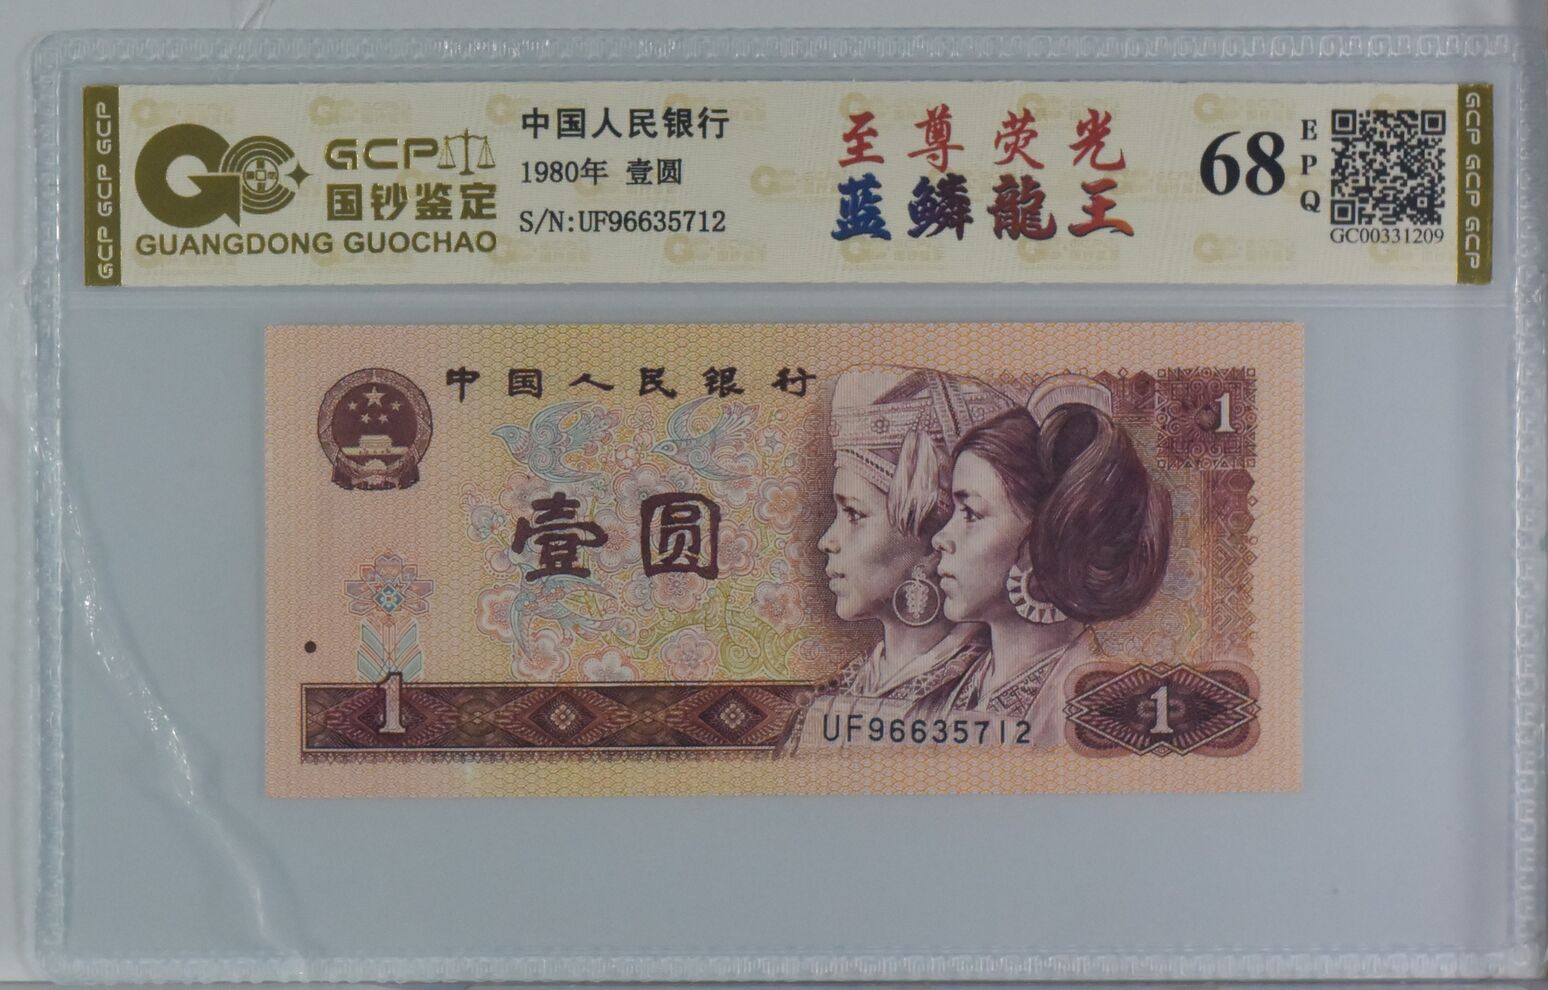 GCP GCP GCP
GCP
国钞鉴定
GUANGDONG GUOCHAO
中国人民银行
1980年 壹圆
S/N:UF96635712
至尊荧光
蓝鳞龍王
68
EPQ
GC00331209
GCP GCP GCP
中国人民银行
壹圆
1
1
1
UF96635712